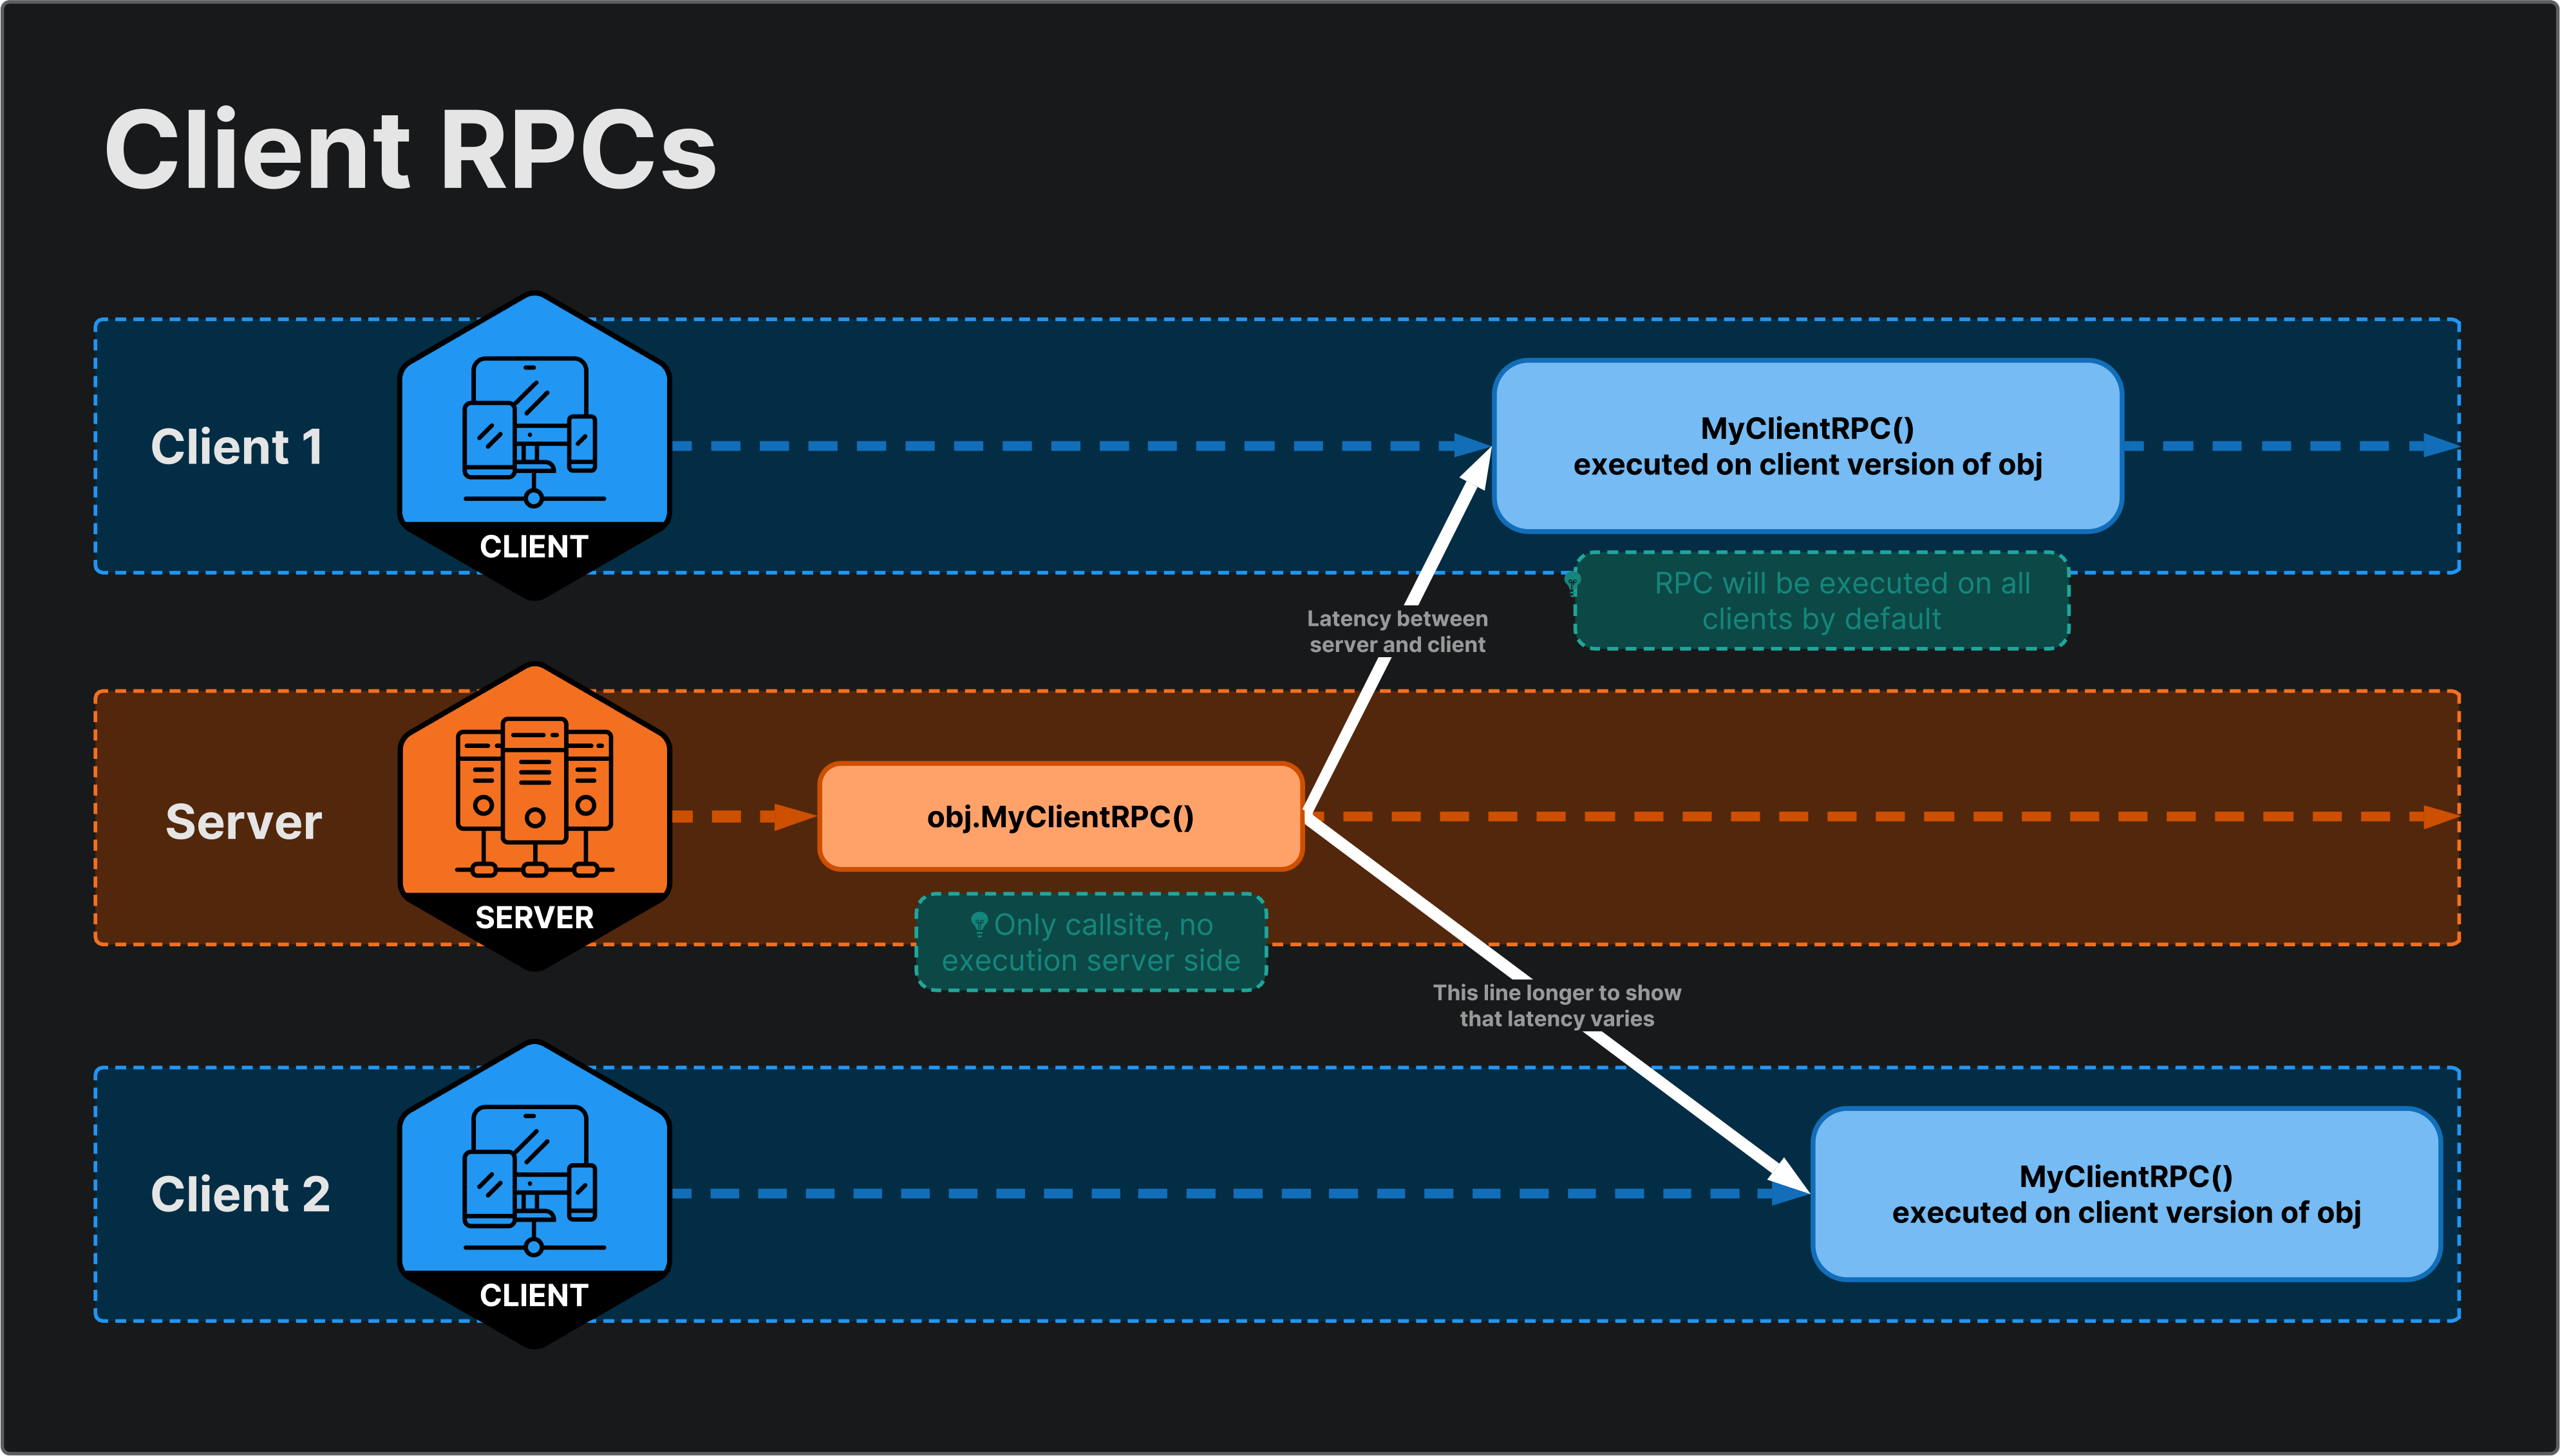 Client RPCs
Client 1
CLIENT
MyClientRPC()
executed on client version of obj
RPC will be executed on all
clients by default
Latency between
server and client
Server
SERVER
obj.MyClientRPC()
Only callsite, no
execution server side
This line longer to show
that latency varies
Client 2
CLIENT
MyClientRPC()
executed on client version of obj